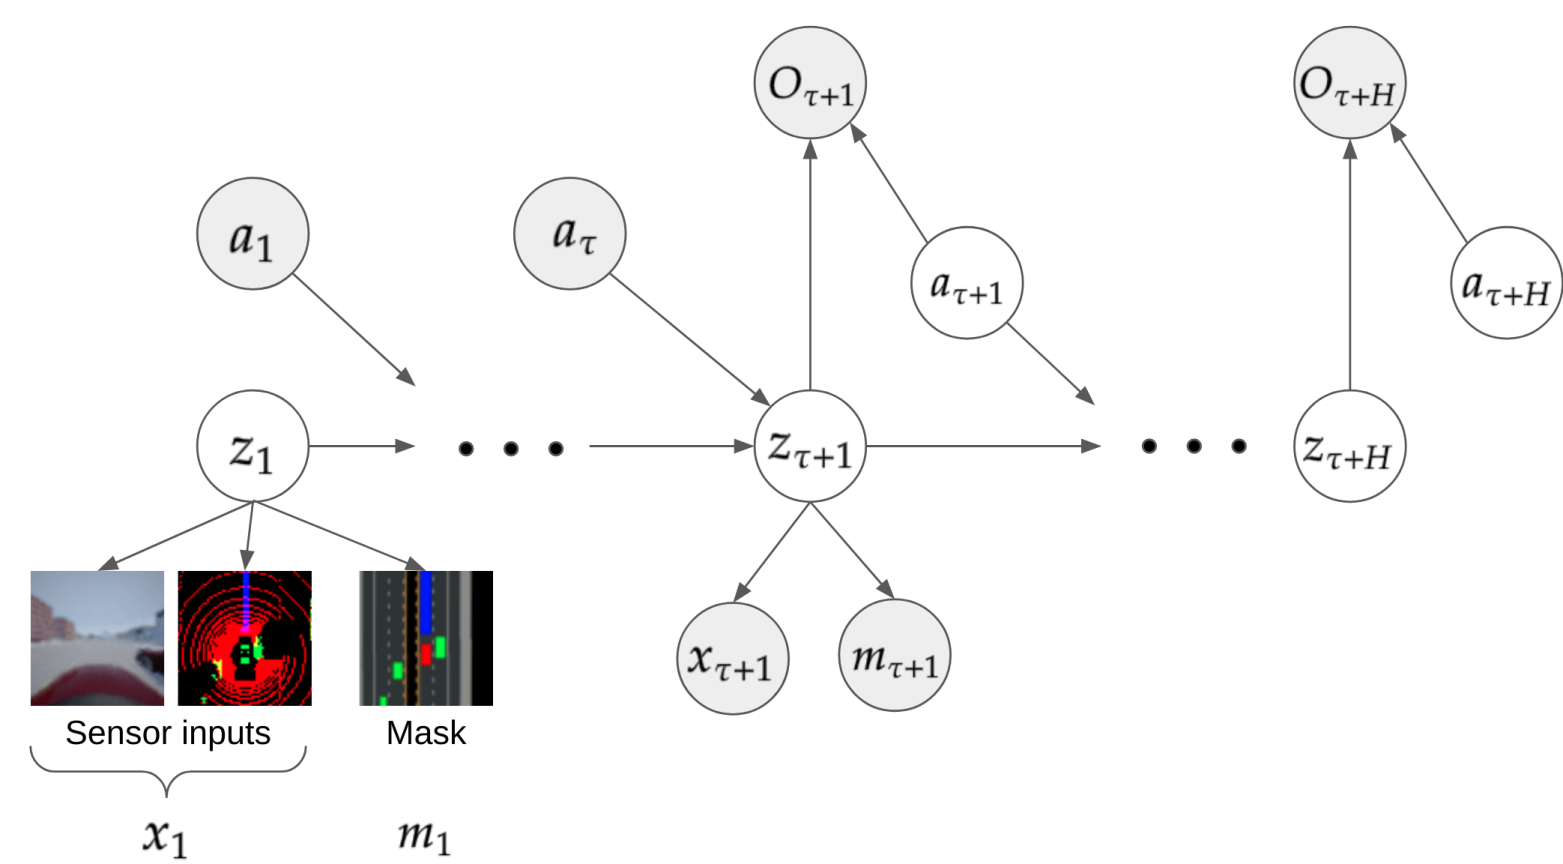 O_{τ+1} O_{τ+H}
a_1 a_τ a_{τ+1} a_{τ+H}
z_1 z_{τ+1} z_{τ+H}
x_{τ+1} m_{τ+1}
Sensor inputs Mask
x_1 m_1